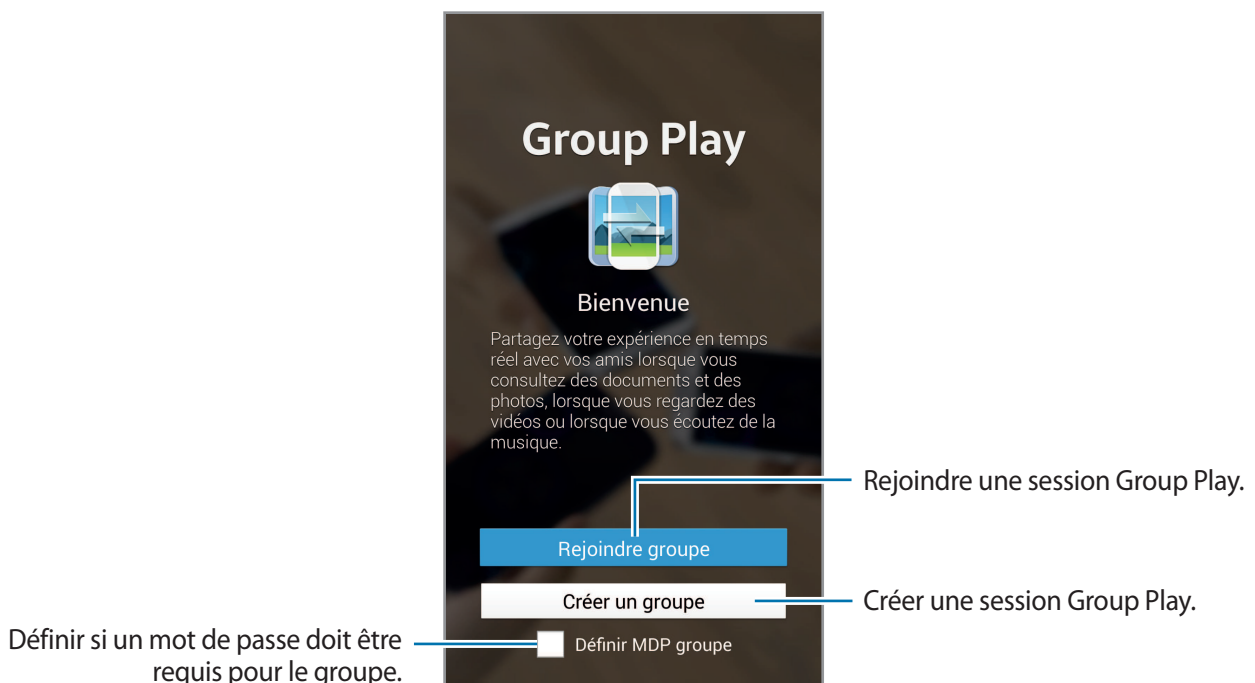 Group Play
Bienvenue
Partagez votre expérience en temps
réel avec vos amis lorsque vous
consultez des documents et des
photos, lorsque vous regardez des
vidéos ou lorsque vous écoutez de la
musique.
Rejoindre une session Group Play.
Rejoindre groupe
Créer un groupe
Créer une session Group Play.
Définir si un mot de passe doit être
requis pour le groupe.
Définir MDP groupe